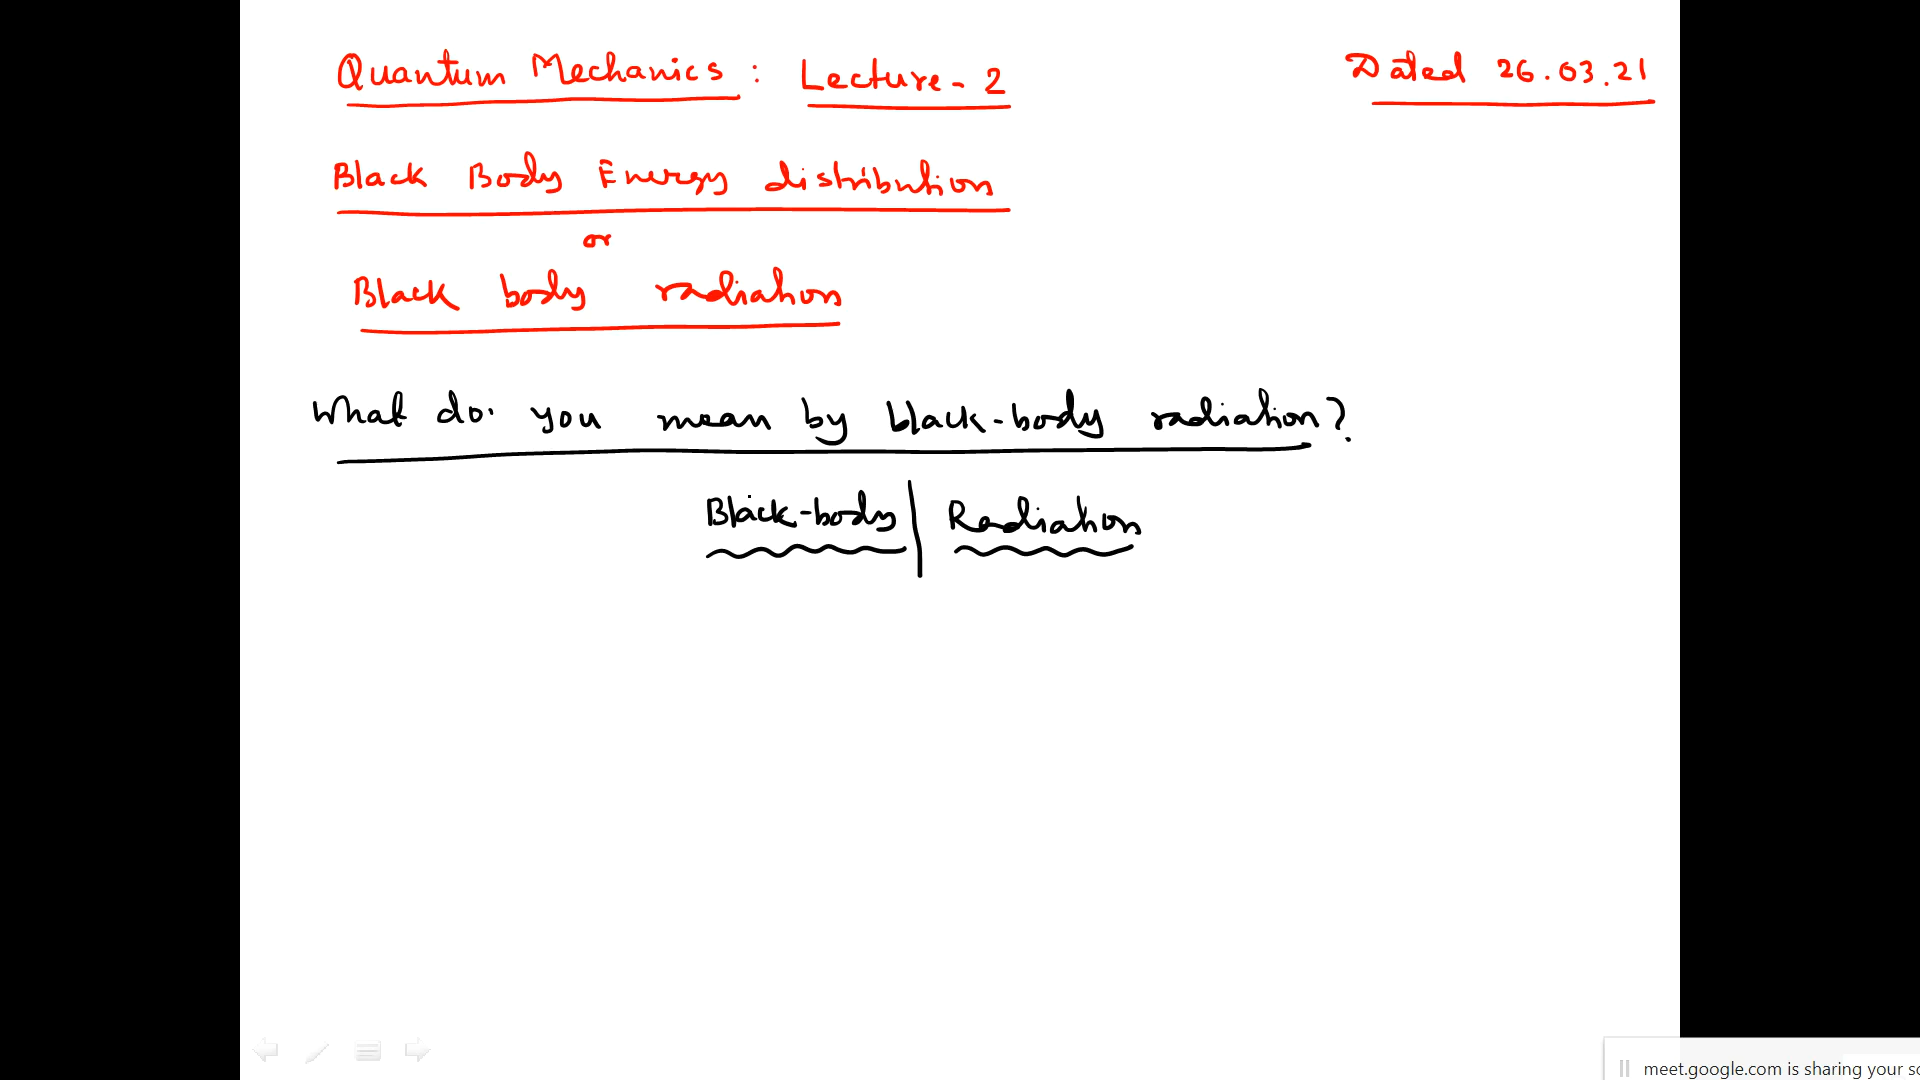 Quantum Mechanics : Lecture - 2 Dated 26.03.21
Black Body Energy distribution
or
Black body radiation
What do you mean by black-body radiation?
Black-body | Radiation
meet.google.com is sharing your sc